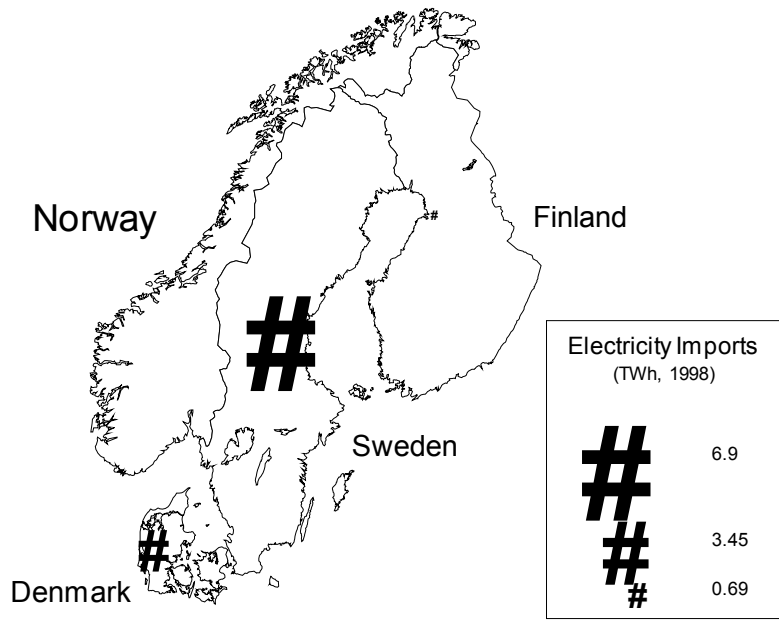 Norway
Finland
#
#
Sweden
#
Denmark
Electricity Imports
(TWh, 1998)
# 6.9
# 3.45
# 0.69